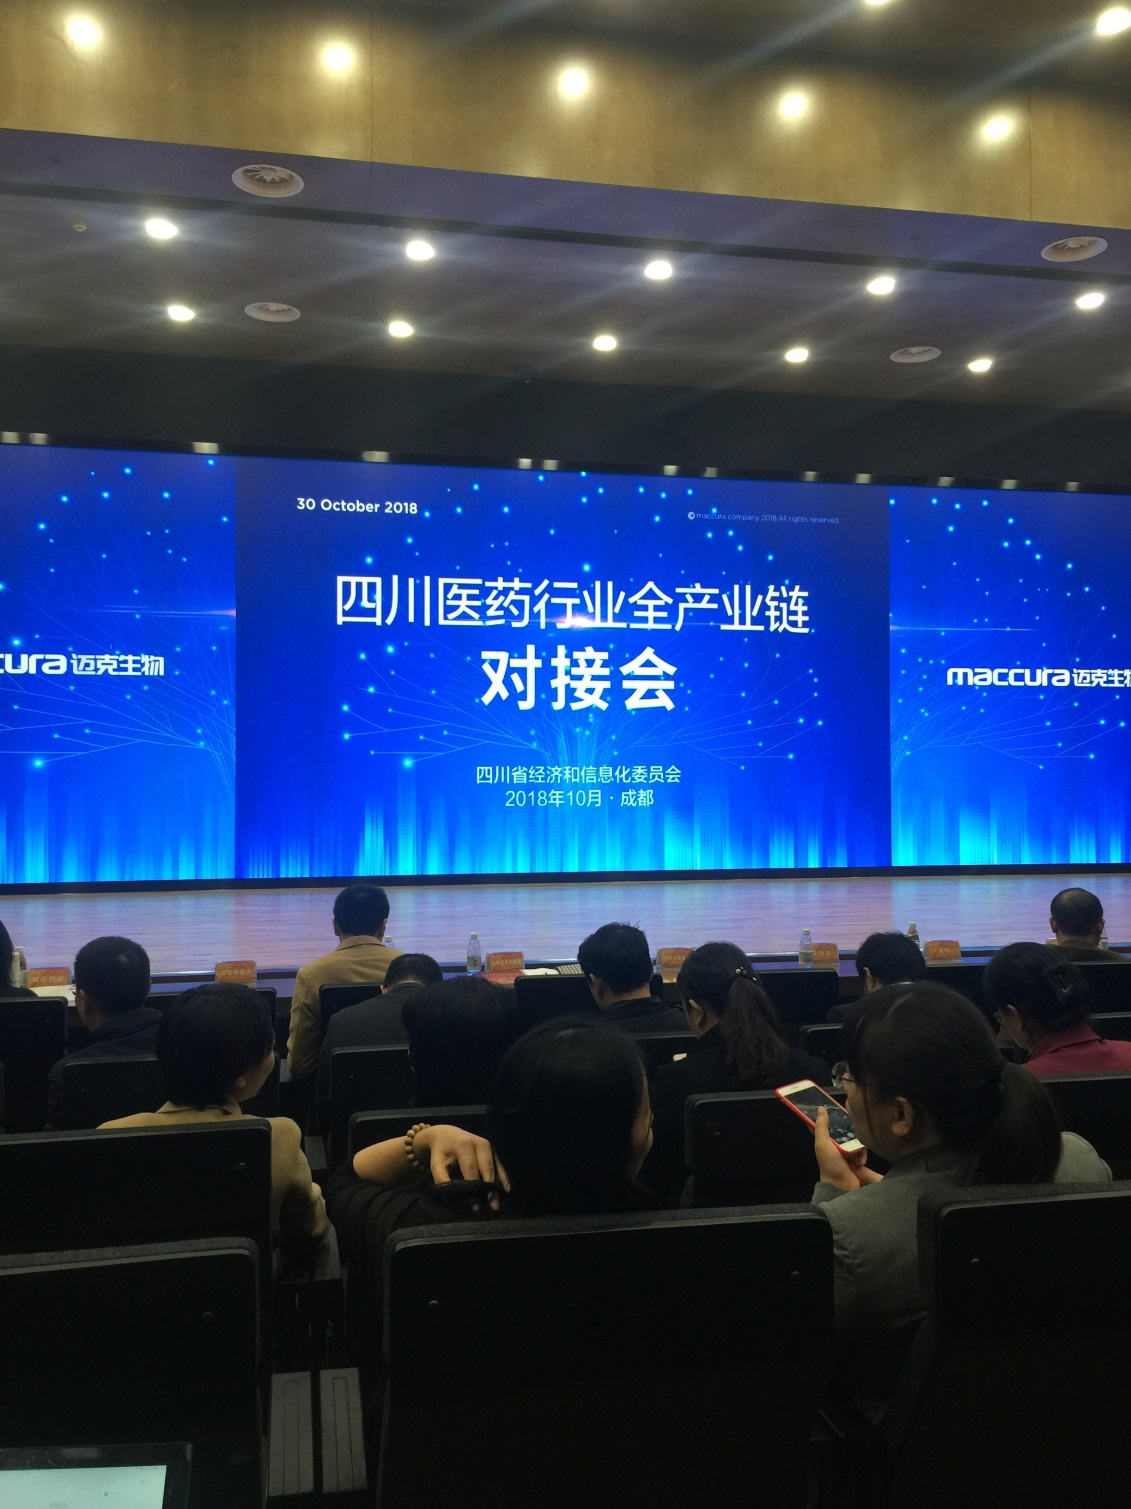 30 October 2018
© maccura company 2018 All rights reserved.
四川医药行业全产业链
对接会
cura 迈克生物
maccura 迈克生物
四川省经济和信息化委员会
2018年10月·成都